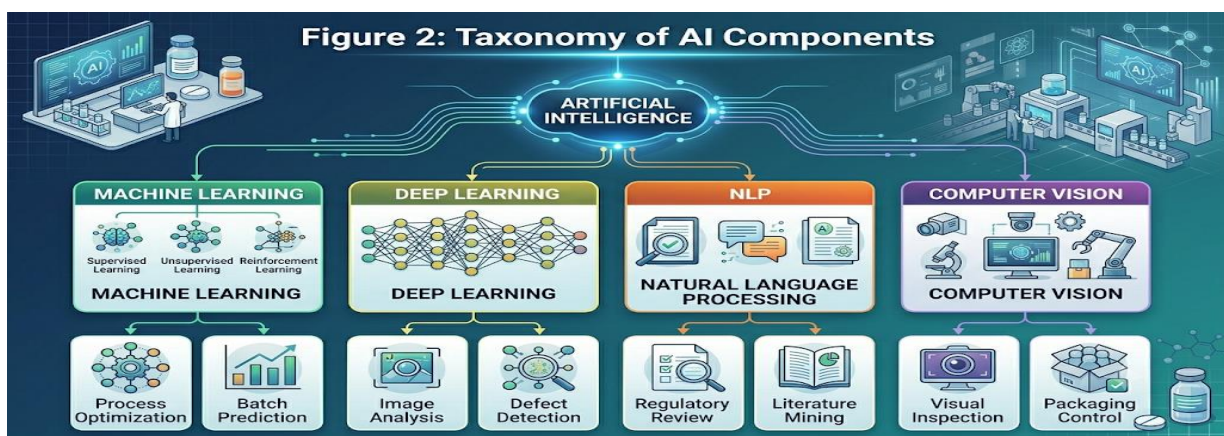 Figure 2: Taxonomy of AI Components
AI
AI
ARTIFICIAL
INTELLIGENCE
MACHINE LEARNING
Supervised
Learning
Unsupervised
Learning
Reinforcement
Learning
MACHINE LEARNING
DEEP LEARNING
DEEP LEARNING
NLP
A
NATURAL LANGUAGE
PROCESSING
COMPUTER VISION
COMPUTER VISION
Process
Optimization
Batch
Prediction
Image
Analysis
Defect
Detection
Regulatory
Review
Literature
Mining
Visual
Inspection
Packaging
Control